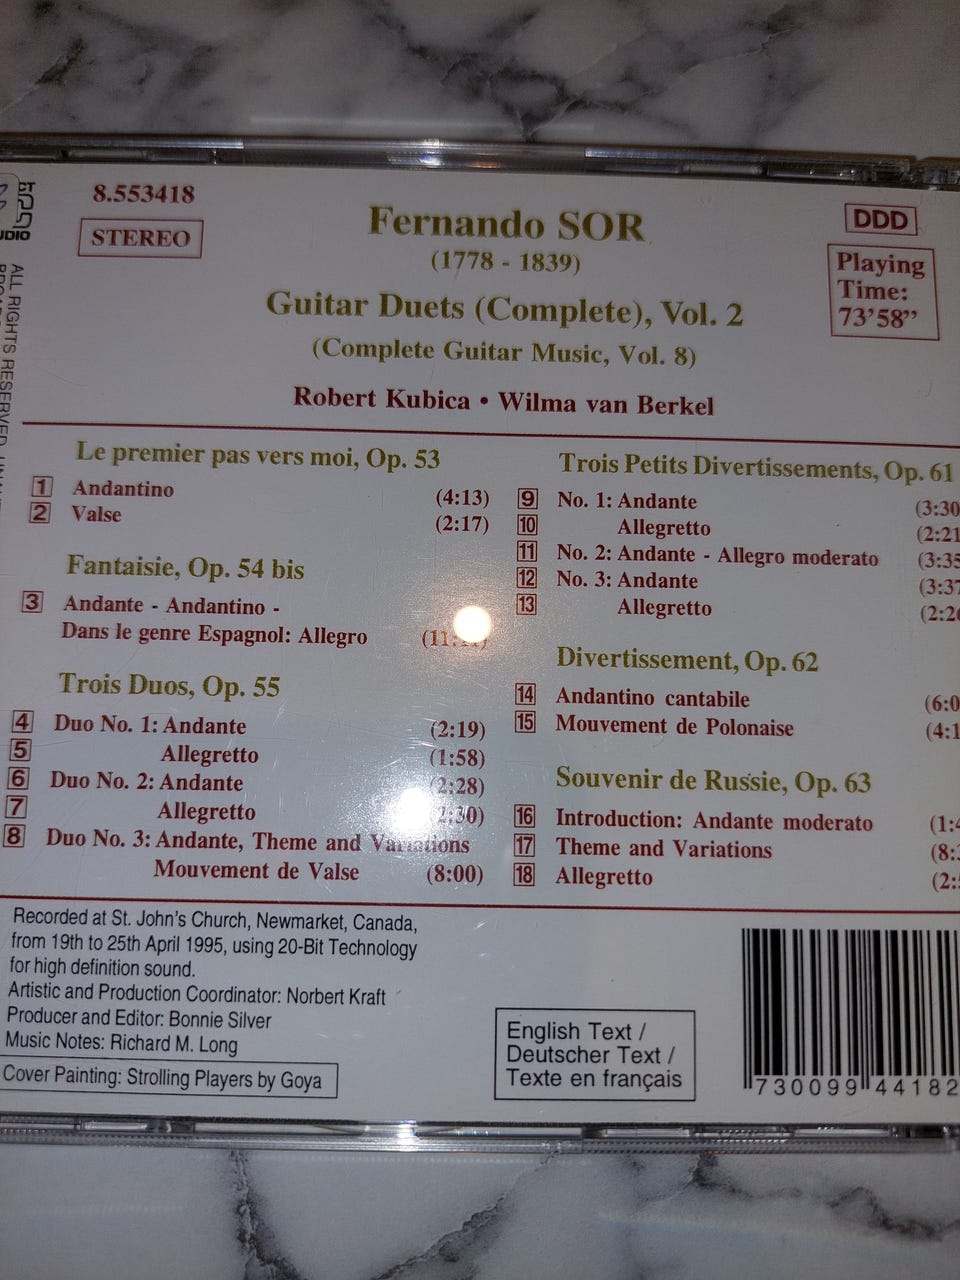 8.553418
STEREO
Fernando SOR
(1778 - 1839)
Guitar Duets (Complete), Vol. 2
(Complete Guitar Music, Vol. 8)
Robert Kubica • Wilma van Berkel
DDD
Playing
Time:
73'58"
ALL RIGHTS RESERVED.
Le premier pas vers moi, Op. 53
1 Andantino (4:13)
2 Valse (2:17)
Fantaisie, Op. 54 bis
3 Andante - Andantino -
Dans le genre Espagnol: Allegro
Trois Duos, Op. 55
4 Duo No. 1: Andante (2:19)
5 Allegretto (1:58)
6 Duo No. 2: Andante (2:28)
7 Allegretto (2:30)
8 Duo No. 3: Andante, Theme and Variations
Mouvement de Valse (8:00)
Trois Petits Divertissements, Op. 61
9 No. 1: Andante (3:30
10 Allegretto (2:21
11 No. 2: Andante - Allegro moderato (3:35
12 No. 3: Andante (3:37
13 Allegretto
Divertissement, Op. 62
14 Andantino cantabile
15 Mouvement de Polonaise
Souvenir de Russie, Op. 63
16 Introduction: Andante moderato
17 Theme and Variations
18 Allegretto
Recorded at St. John's Church, Newmarket, Canada,
from 19th to 25th April 1995, using 20-Bit Technology
for high definition sound.
Artistic and Production Coordinator: Norbert Kraft
Producer and Editor: Bonnie Silver
Music Notes: Richard M. Long
Cover Painting: Strolling Players by Goya
English Text /
Deutscher Text /
Texte en français
730099 44182